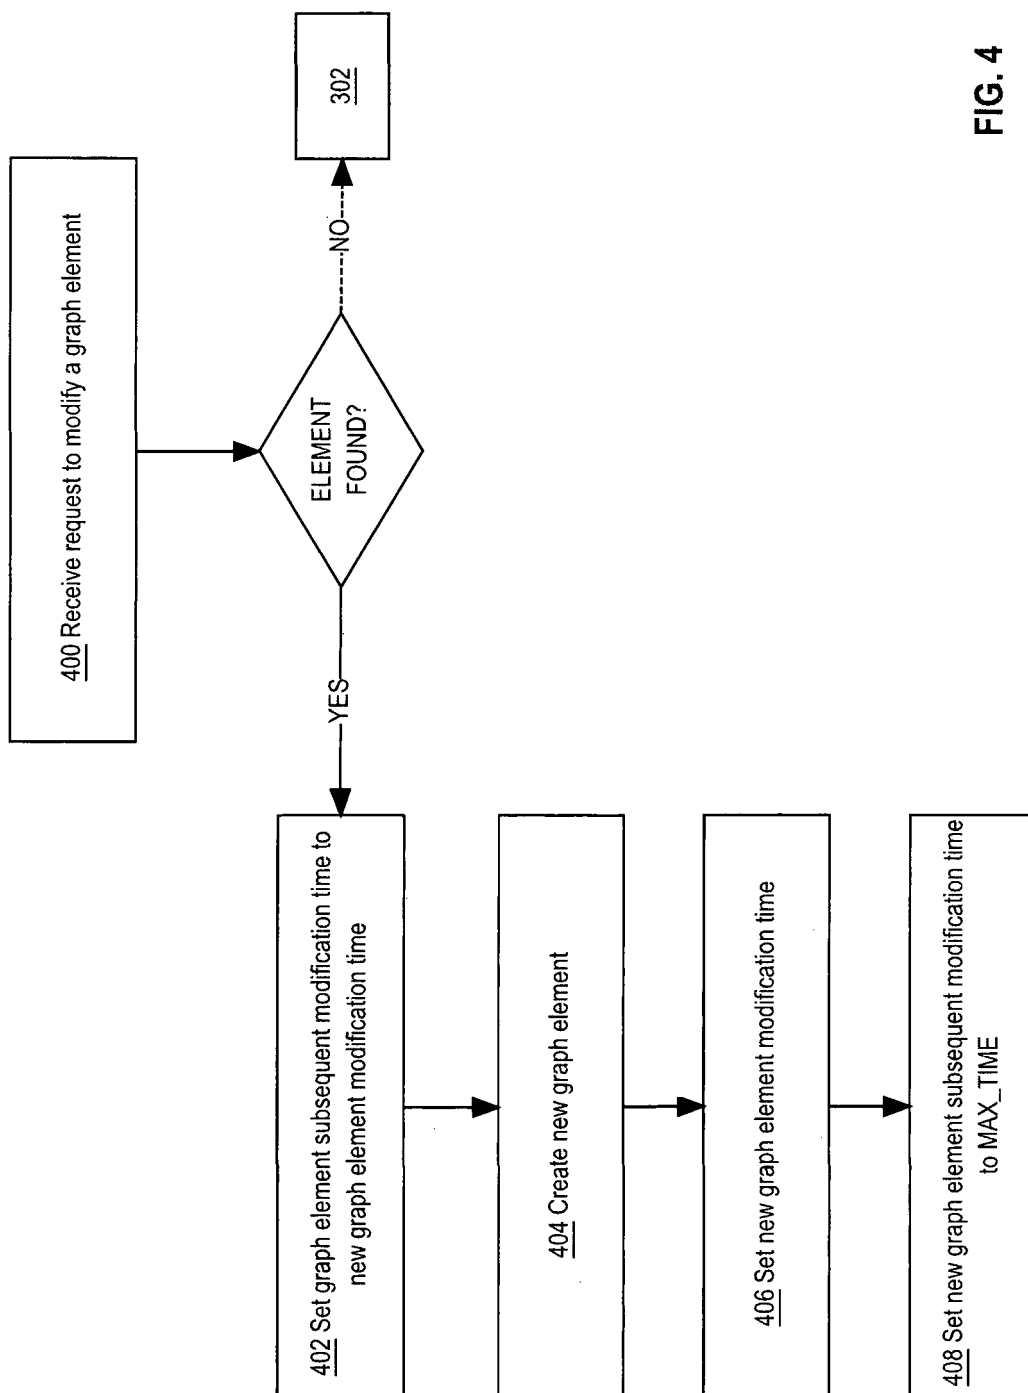 400 Receive request to modify a graph element
ELEMENT
FOUND?
NO
302
YES
402 Set graph element subsequent modification time to
new graph element modification time
404 Create new graph element
406 Set new graph element modification time
408 Set new graph element subsequent modification time
to MAX_TIME
FIG. 4